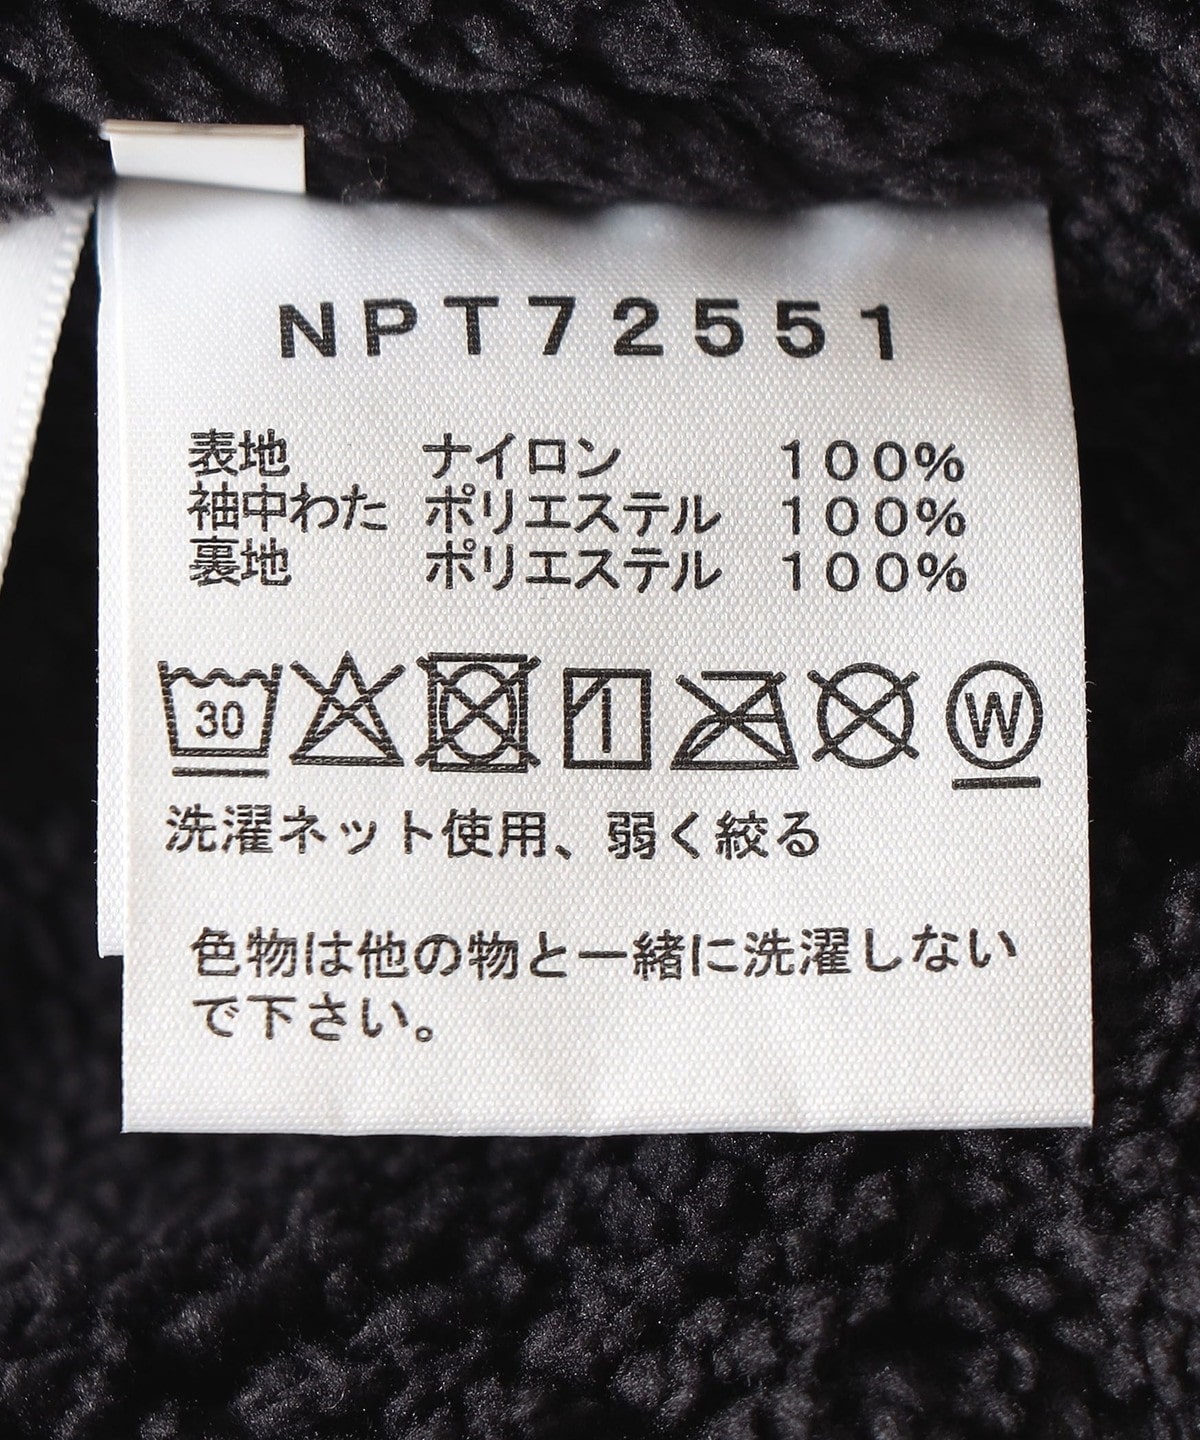 NPT72551
表地 ナイロン 100%
袖中わた ポリエステル 100%
裏地 ポリエステル 100%
30 W
洗濯ネット使用、弱く絞る
色物は他の物と一緒に洗濯しない
で下さい。